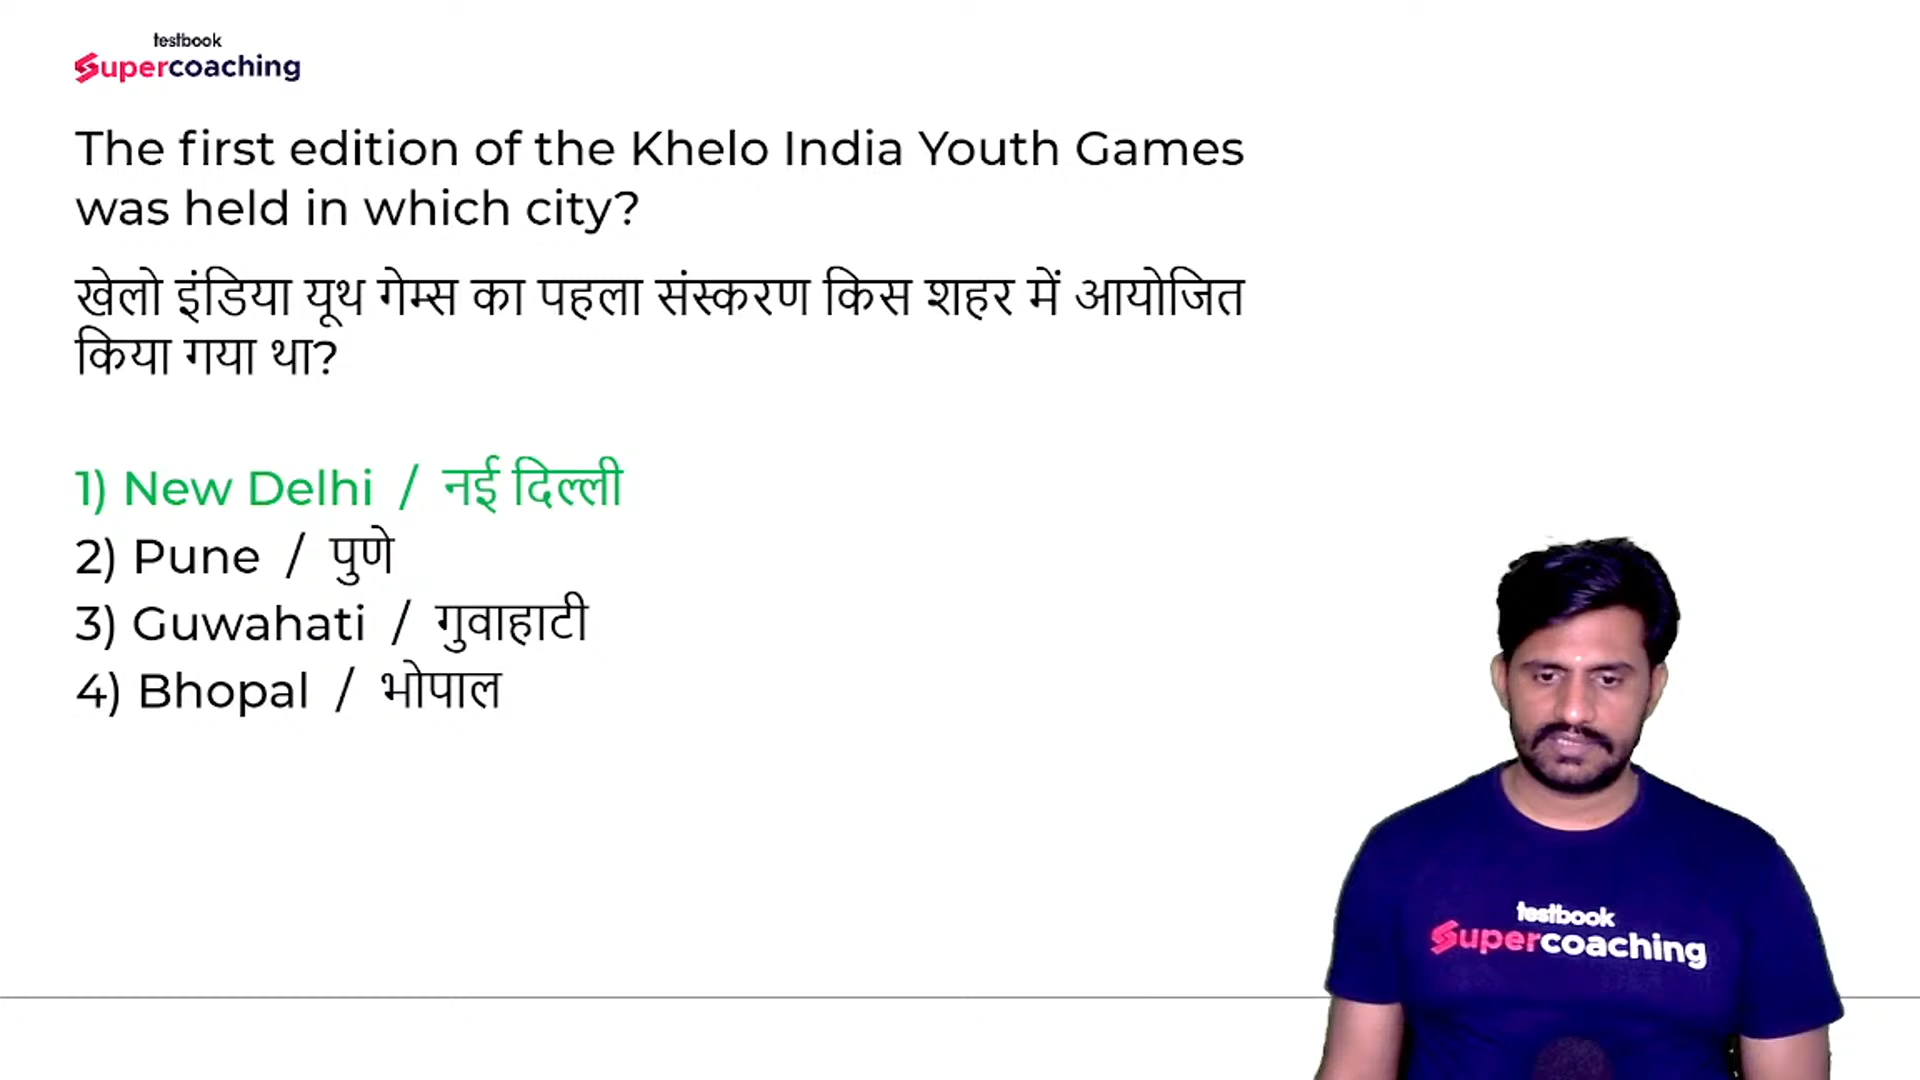 testbook
Supercoaching
The first edition of the Khelo India Youth Games
was held in which city?
खेलो इंडिया यूथ गेम्स का पहला संस्करण किस शहर में आयोजित
किया गया था?
1) New Delhi / नई दिल्ली
2) Pune / पुणे
3) Guwahati / गुवाहाटी
4) Bhopal / भोपाल
testbook
Supercoaching